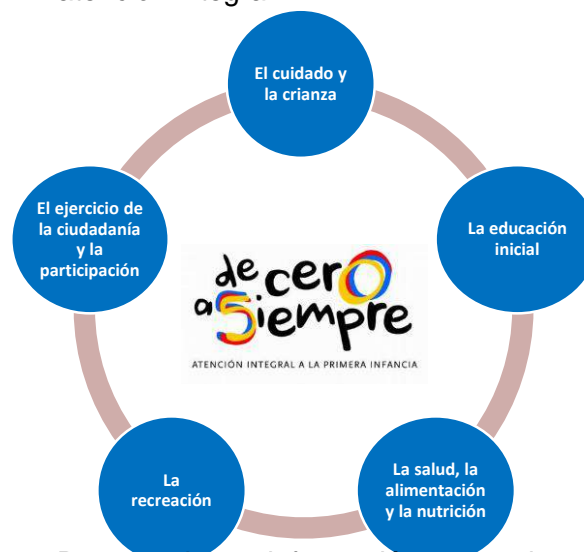 El cuidado y
la crianza
La educación
inicial
La salud, la
alimentación
y la nutrición
La
recreación
El ejercicio de
la ciudadanía
y la
participación
de cero
a Siempre
ATENCIÓN INTEGRAL A LA PRIMERA INFANCIA